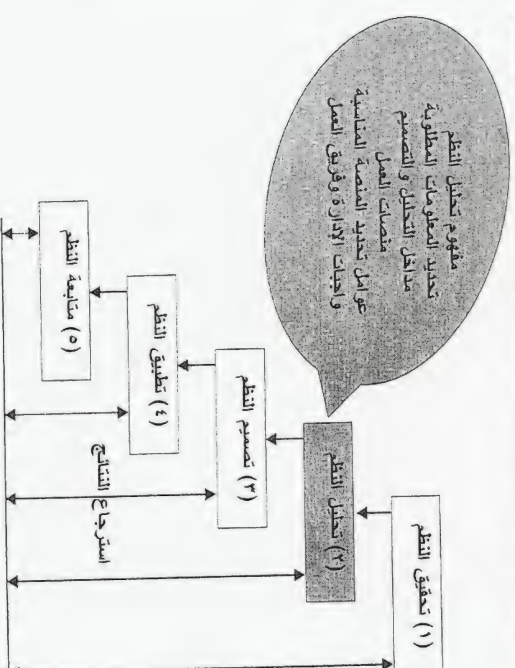 (١) تحقيق النظم
(٢) تحليل النظم
(٣) تصميم النظم
(٤) تطبيق النظم
(٥) متابعة النظم
استرجاع النتائج
مفهوم تحليل النظم
تحديد المعلومات المطلوبة
مداخل التحليل والتصميم
منصات العمل
عوامل تحديد المنصة المناسبة
واجبات الإدارة وفريق العمل